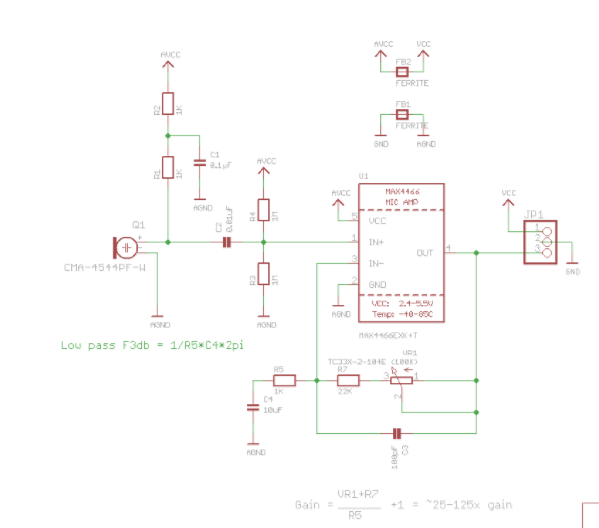 AVCC
VCC
FB2
FERRITE
FB1
FERRITE
GND
AGND
AVCC
R2
1K
R1
1K
C1
0.1µF
AGND
AVCC
R4
1M
R3
1M
AGND
Q1
CMA-4544PF-W
AGND
C2
0.01uF
U1
MAX4466
MIC AMP
AVCC
5
VCC
1
IN+
3
IN-
2
GND
AGND
OUT
4
VCC: 2.4-5.5V
Temp: -40-85C
MAX4466EXK+T
VCC
JP1
1
2
3
GND
Low pass F3db = 1/R5*C4*2pi
VR1
TC33X-2-104E (100K)
R5
1K
R7
22K
3
1
2
C4
10uF
AGND
100pF
C3
Gain = VR1+R7 +1 = ~25-125x gain
R5